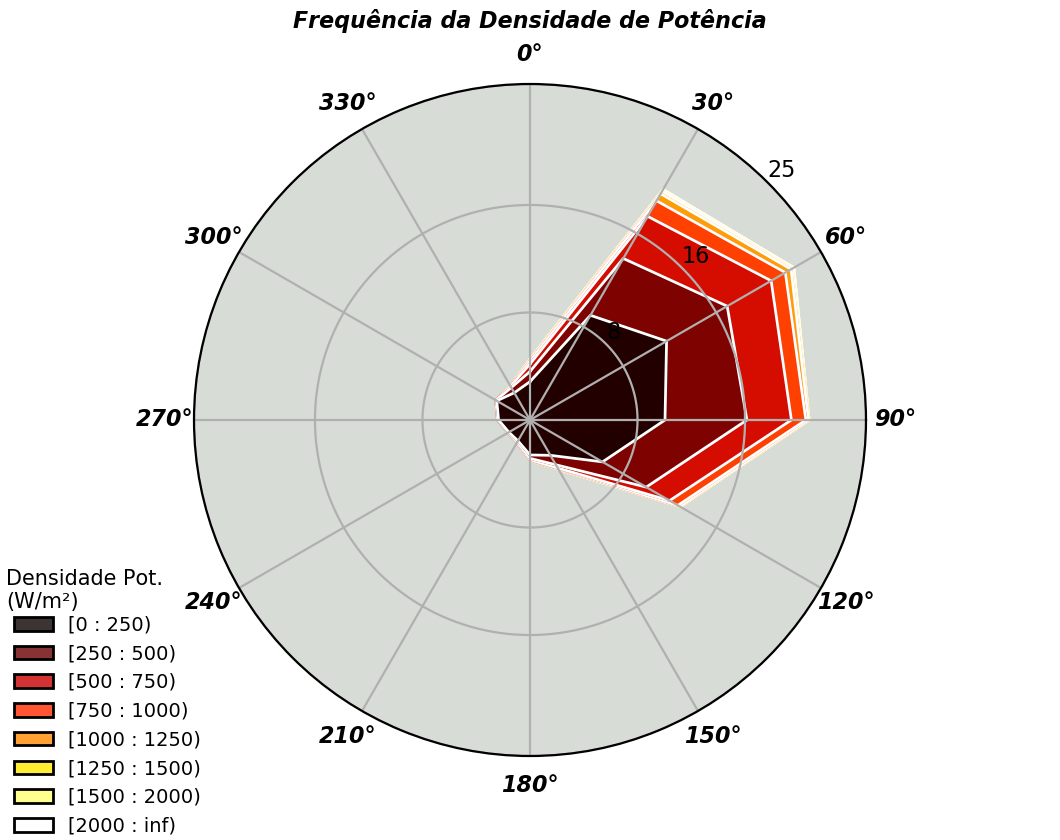 Frequência da Densidade de Potência
0°
330°
30°
25
300°
60°
16
8
270°
90°
240°
120°
210°
150°
180°
Densidade Pot.
(W/m²)
[0 : 250)
[250 : 500)
[500 : 750)
[750 : 1000)
[1000 : 1250)
[1250 : 1500)
[1500 : 2000)
[2000 : inf)